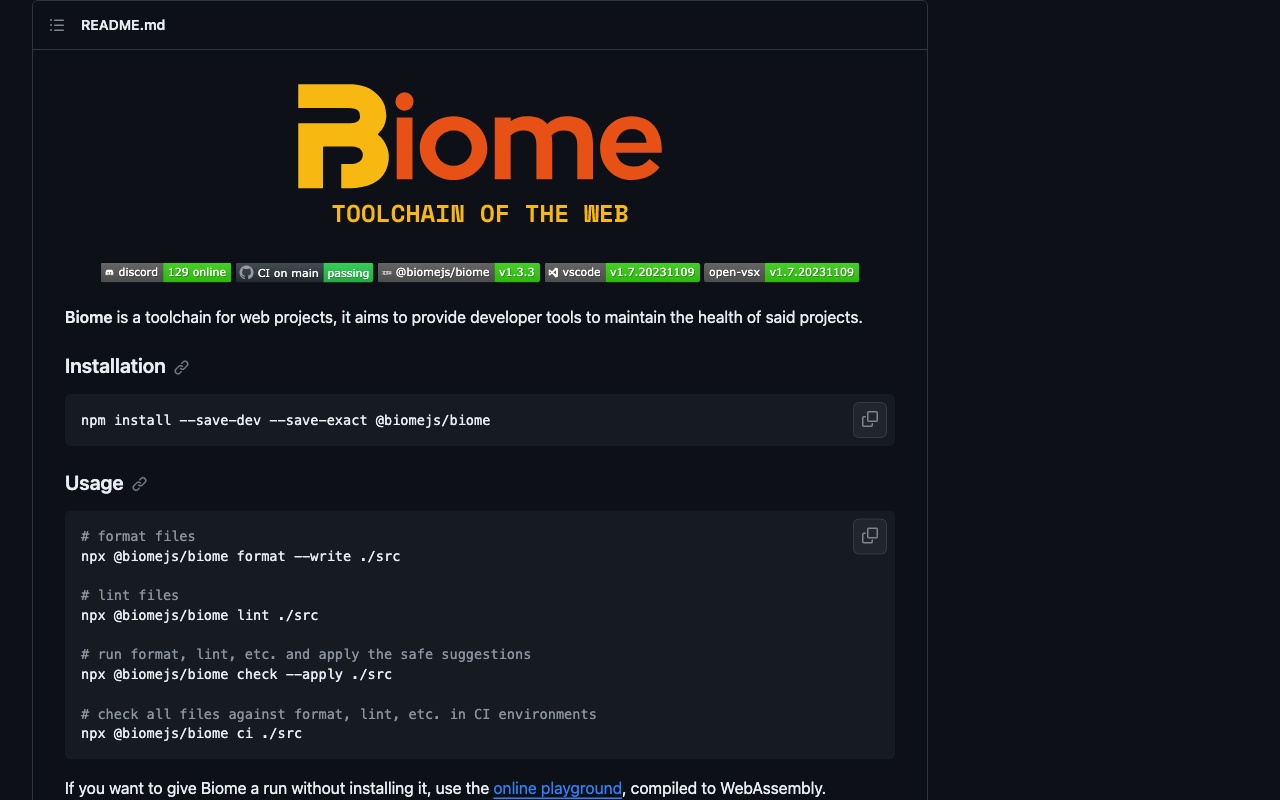 README.md
Biome
TOOLCHAIN OF THE WEB
discord 129 online CI on main passing @biomejs/biome v1.3.3 vscode v1.7.20231109 open-vsx v1.7.20231109
Biome is a toolchain for web projects, it aims to provide developer tools to maintain the health of said projects.
Installation
npm install --save-dev --save-exact @biomejs/biome
Usage
# format files
npx @biomejs/biome format --write ./src
# lint files
npx @biomejs/biome lint ./src
# run format, lint, etc. and apply the safe suggestions
npx @biomejs/biome check --apply ./src
# check all files against format, lint, etc. in CI environments
npx @biomejs/biome ci ./src
If you want to give Biome a run without installing it, use the online playground, compiled to WebAssembly.